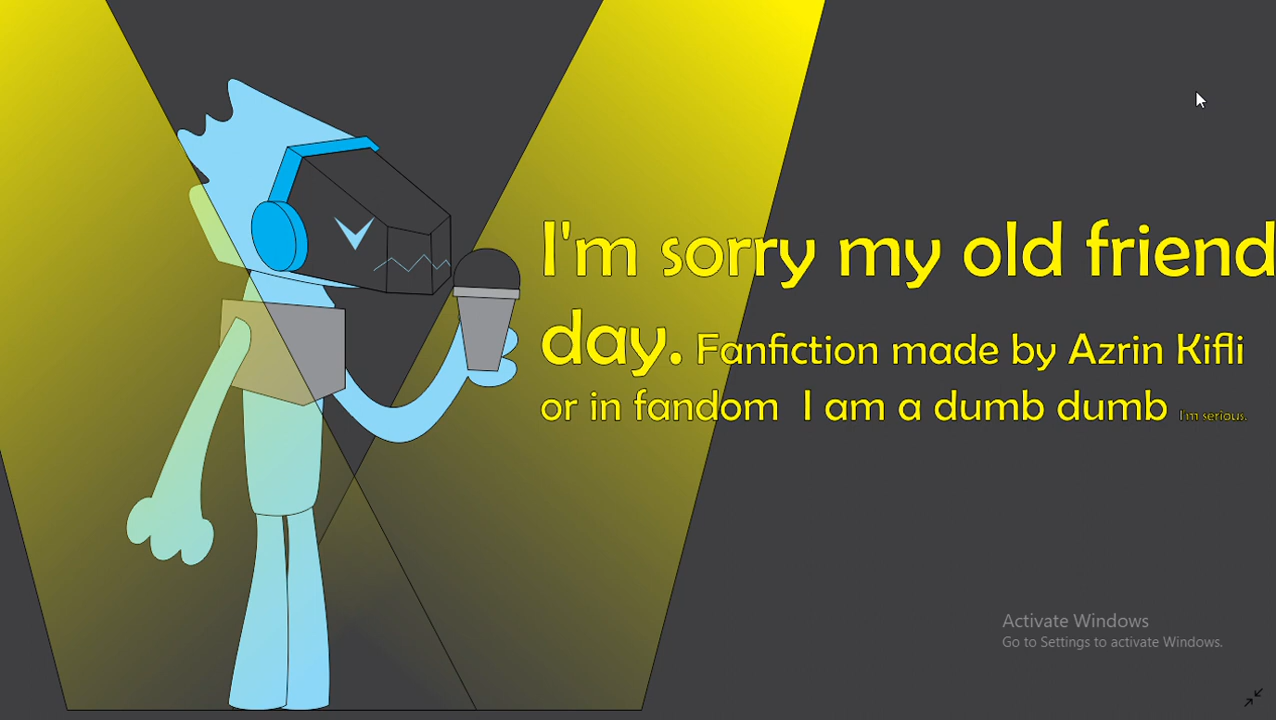 I'm sorry my old friend
day. Fanfiction made by Azrin Kifli
or in fandom I am a dumb dumb I'm serious.
Activate Windows
Go to Settings to activate Windows.